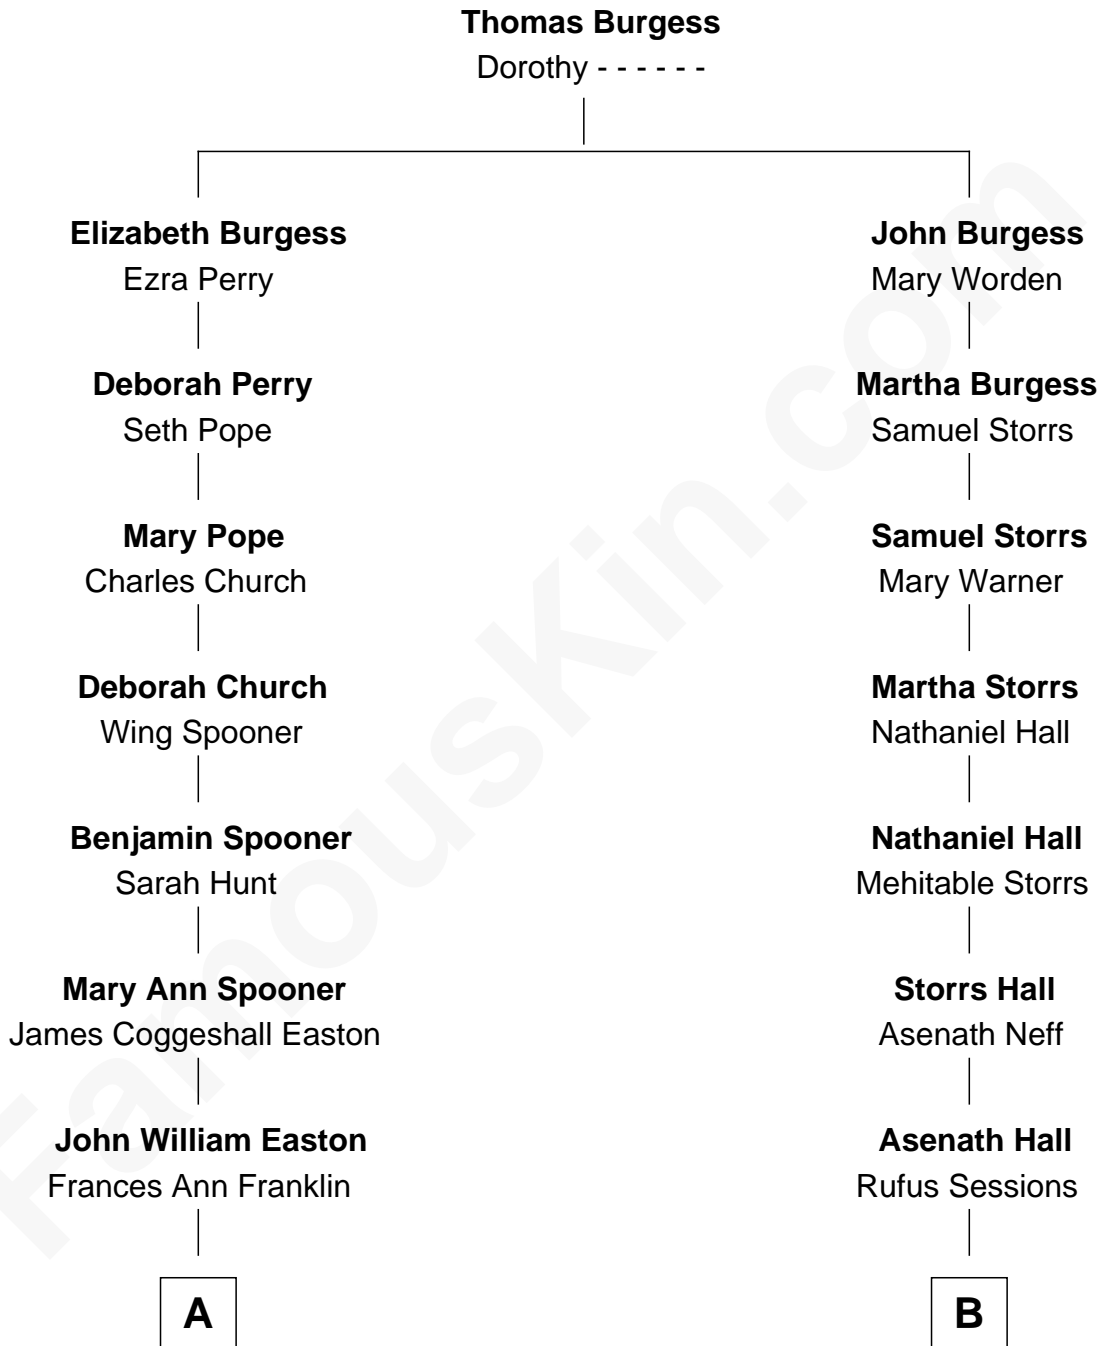 Thomas Burgess
Dorothy - - - - - -
Elizabeth Burgess
Ezra Perry
John Burgess
Mary Worden
Deborah Perry
Seth Pope
Martha Burgess
Samuel Storrs
Mary Pope
Charles Church
Samuel Storrs
Mary Warner
Deborah Church
Wing Spooner
Martha Storrs
Nathaniel Hall
Benjamin Spooner
Sarah Hunt
Nathaniel Hall
Mehitable Storrs
Mary Ann Spooner
James Coggeshall Easton
Storrs Hall
Asenath Neff
John William Easton
Frances Ann Franklin
Asenath Hall
Rufus Sessions
A
B
FamousKin.com